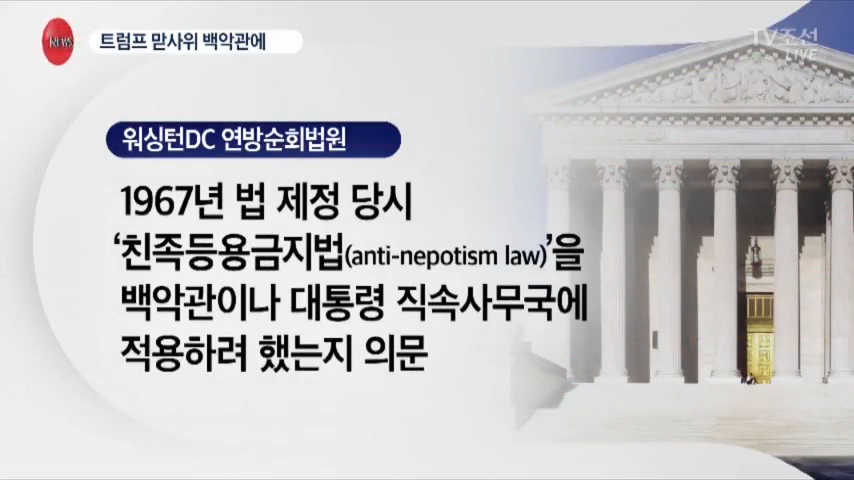 NEWS
트럼프 맏사위 백악관에
TV조선
LIVE
워싱턴DC 연방순회법원
1967년 법 제정 당시
‘친족등용금지법(anti-nepotism law)’을
백악관이나 대통령 직속사무국에
적용하려 했는지 의문